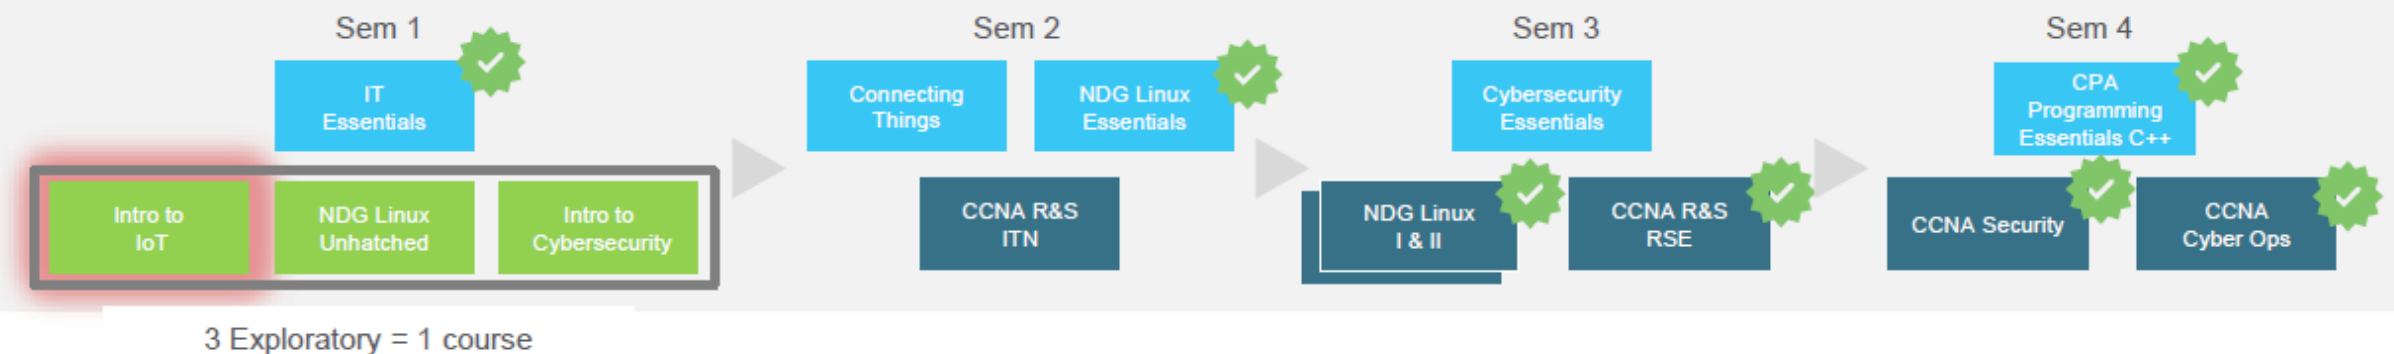 Sem 1
IT
Essentials
Intro to
IoT
NDG Linux
Unhatched
Intro to
Cybersecurity
3 Exploratory = 1 course
Sem 2
Connecting
Things
NDG Linux
Essentials
CCNA R&S
ITN
Sem 3
Cybersecurity
Essentials
NDG Linux
I & II
CCNA R&S
RSE
Sem 4
CPA
Programming
Essentials C++
CCNA Security
CCNA
Cyber Ops